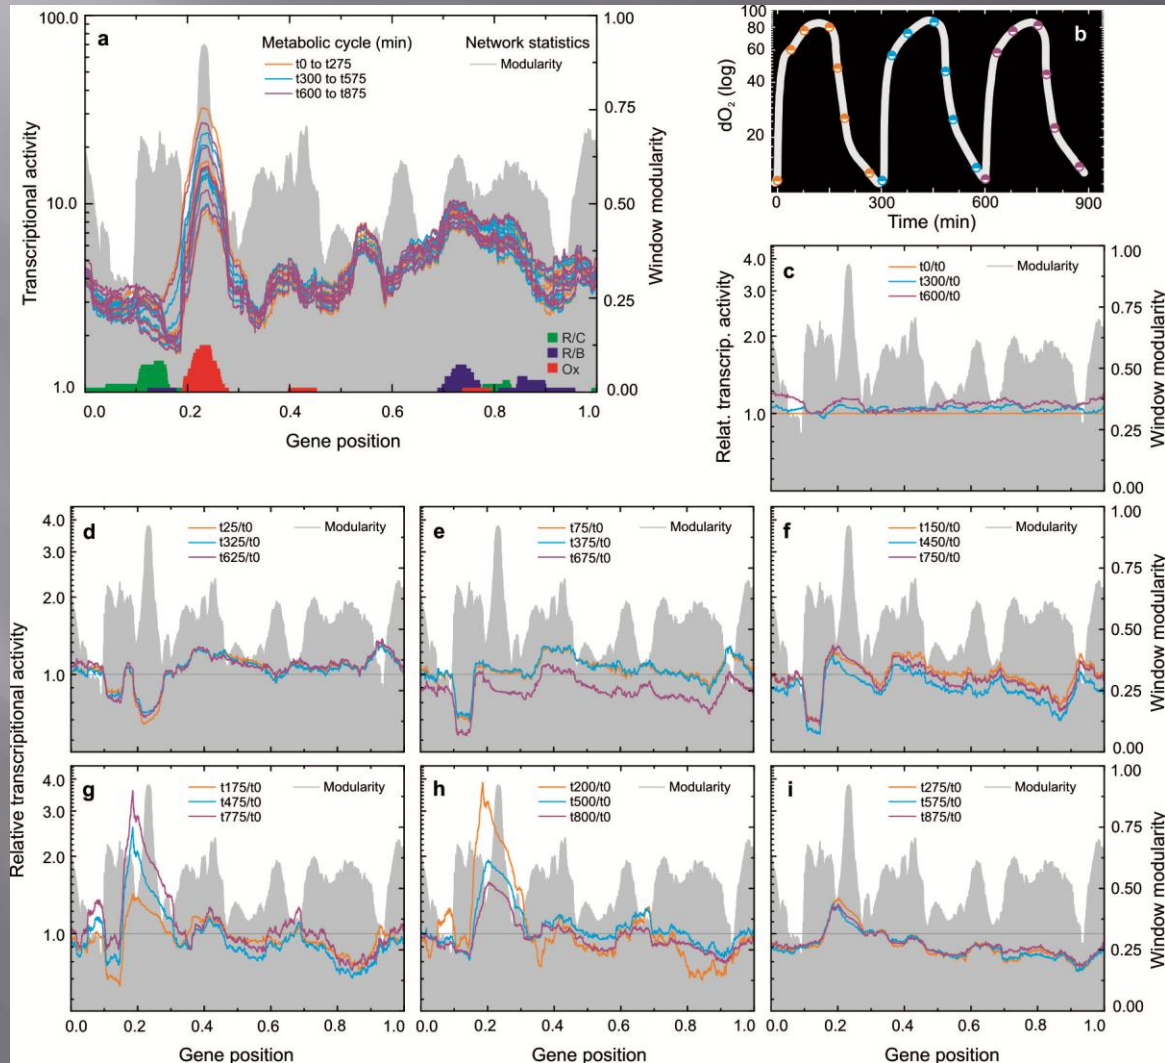 a
Metabolic cycle (min)
t0 to t275
t300 to t575
t600 to t875
Network statistics
Modularity
100.0
10.0
1.0
Transcriptional activity
1.00
0.75
0.50
0.25
0.00
Window modularity
R/C
R/B
Ox
0.0 0.2 0.4 0.6 0.8 1.0
Gene position
b
100
80
60
40
20
dO₂ (log)
0 300 600 900
Time (min)
c
t0/t0
t300/t0
t600/t0
Modularity
4.0
3.0
2.0
1.0
Relat. transcrip. activity
1.00
0.75
0.50
0.25
0.00
Window modularity
d
t25/t0
t325/t0
t625/t0
Modularity
4.0
3.0
2.0
1.0
e
t75/t0
t375/t0
t675/t0
Modularity
f
t150/t0
t450/t0
t750/t0
Modularity
1.00
0.75
0.50
0.25
0.00
Window modularity
Relative transcriptional activity
g
t175/t0
t475/t0
t775/t0
Modularity
4.0
3.0
2.0
1.0
0.0 0.2 0.4 0.6 0.8 1.0
Gene position
h
t200/t0
t500/t0
t800/t0
Modularity
0.0 0.2 0.4 0.6 0.8 1.0
Gene position
i
t275/t0
t575/t0
t875/t0
Modularity
1.00
0.75
0.50
0.25
0.00
Window modularity
0.0 0.2 0.4 0.6 0.8 1.0
Gene position